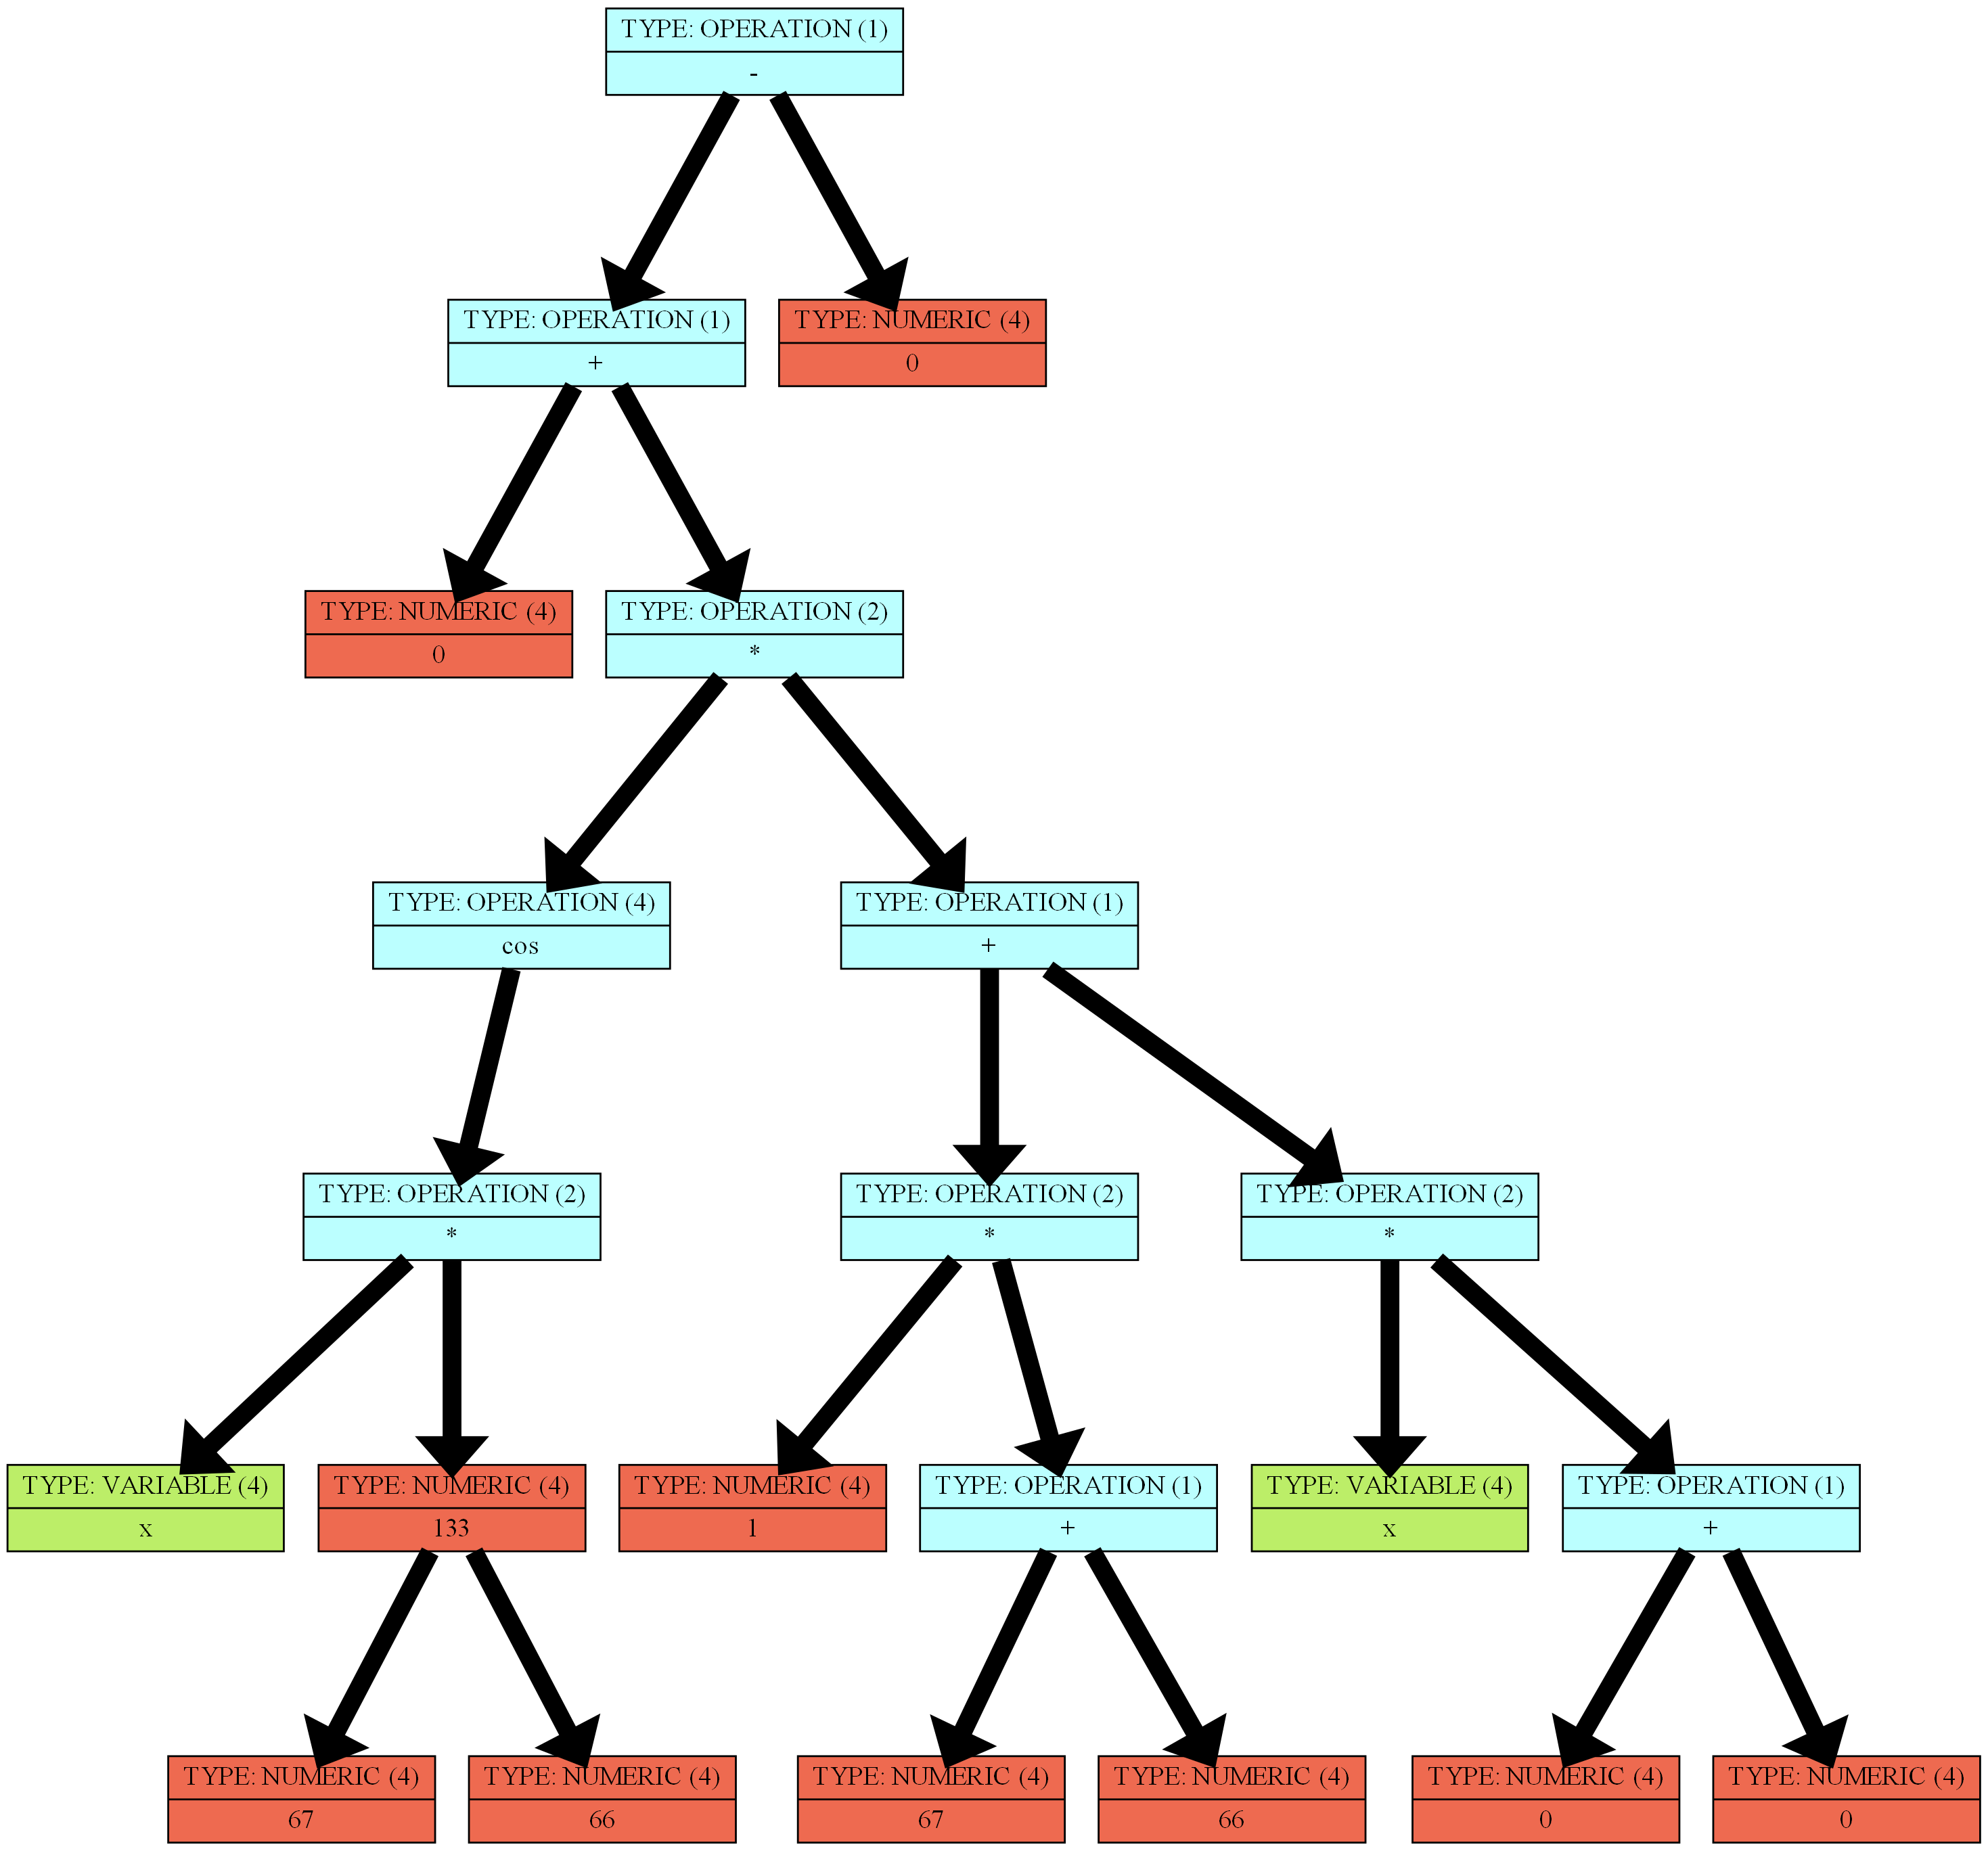 TYPE: OPERATION (1)
-
TYPE: OPERATION (1)
+
TYPE: NUMERIC (4)
0
TYPE: NUMERIC (4)
0
TYPE: OPERATION (2)
*
TYPE: OPERATION (4)
cos
TYPE: OPERATION (1)
+
TYPE: OPERATION (2)
*
TYPE: OPERATION (2)
*
TYPE: OPERATION (2)
*
TYPE: VARIABLE (4)
x
TYPE: NUMERIC (4)
133
TYPE: NUMERIC (4)
1
TYPE: OPERATION (1)
+
TYPE: VARIABLE (4)
x
TYPE: OPERATION (1)
+
TYPE: NUMERIC (4)
67
TYPE: NUMERIC (4)
66
TYPE: NUMERIC (4)
67
TYPE: NUMERIC (4)
66
TYPE: NUMERIC (4)
0
TYPE: NUMERIC (4)
0